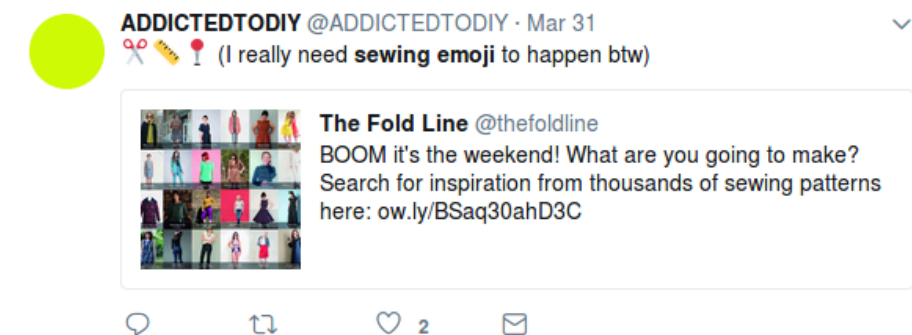 ADDICTEDTODIY @ADDICTEDTODIY · Mar 31
✂️ 📏 📍 (I really need sewing emoji to happen btw)
The Fold Line @thefoldline
BOOM it's the weekend! What are you going to make?
Search for inspiration from thousands of sewing patterns
here: ow.ly/BSaq30ahD3C
2